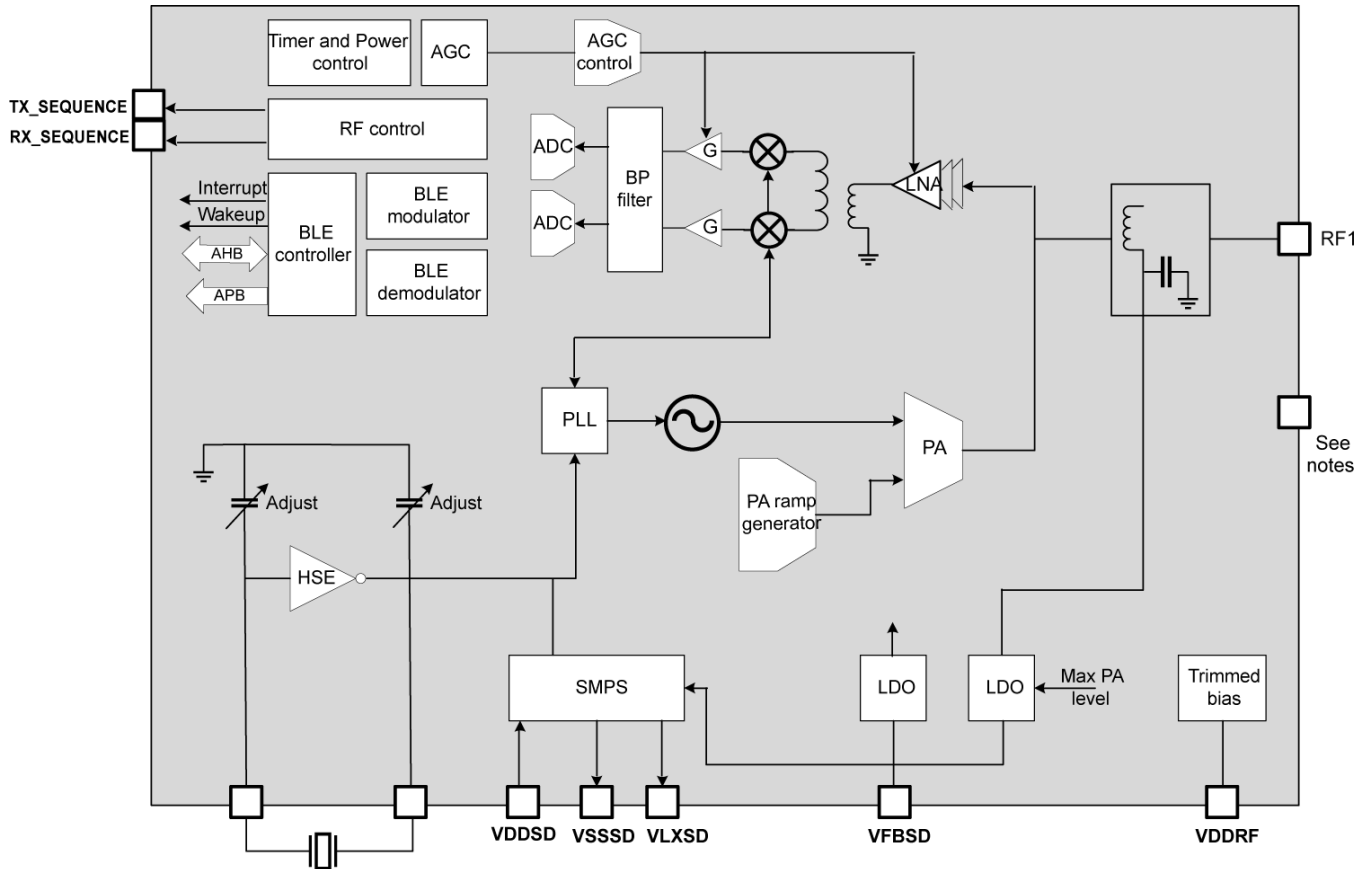 Timer and Power
control
AGC
AGC
control
TX_SEQUENCE
RX_SEQUENCE
RF control
ADC
ADC
BP
filter
G
G
LNA
Interrupt
Wakeup
AHB
APB
BLE
controller
BLE
modulator
BLE
demodulator
RF1
See
notes
PLL
PA
PA ramp
generator
Adjust
Adjust
HSE
SMPS
LDO
LDO
Max PA
level
Trimmed
bias
VDDSD
VSSSD
VLXSD
VFBSD
VDDRF